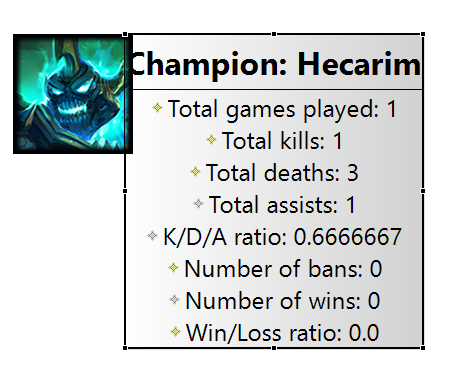 Champion: Hecarim
Total games played: 1
Total kills: 1
Total deaths: 3
Total assists: 1
K/D/A ratio: 0.6666667
Number of bans: 0
Number of wins: 0
Win/Loss ratio: 0.0